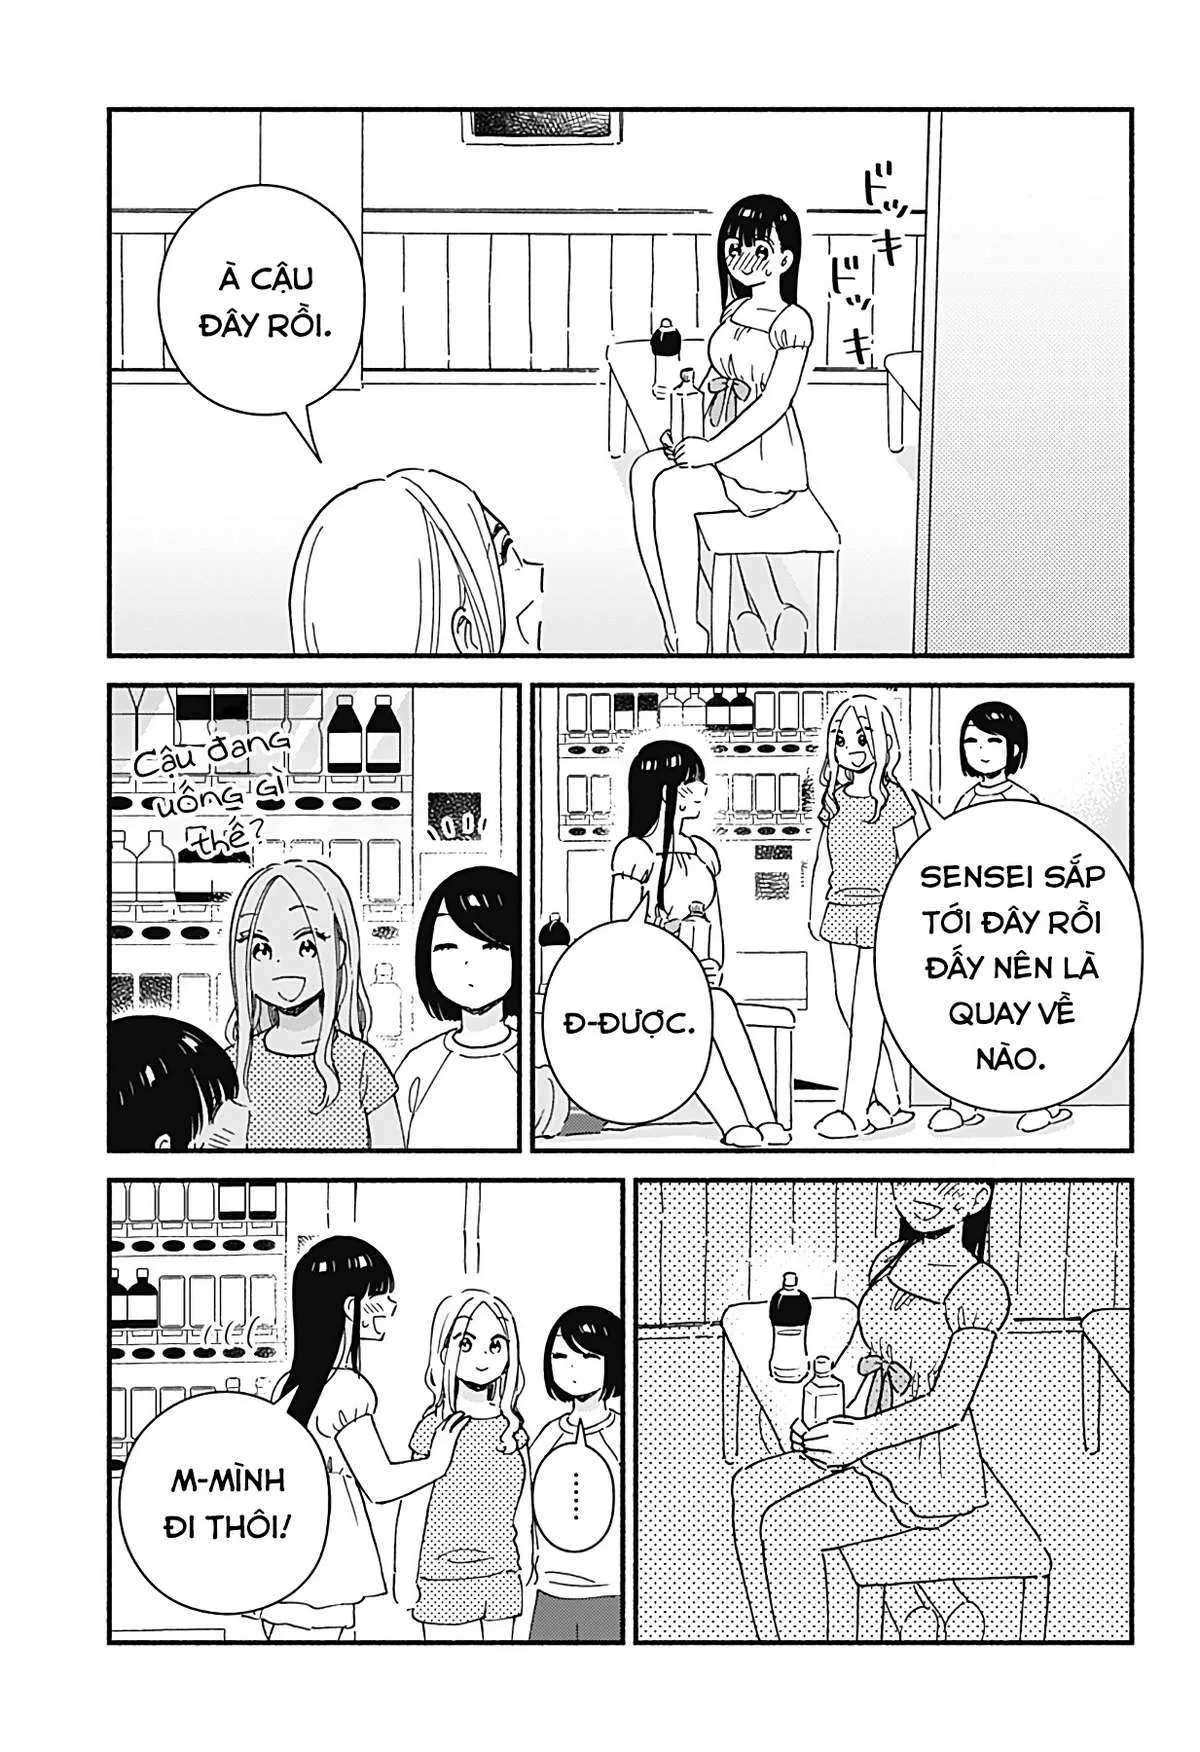 ドッキ
ドッキ
À CẬU
ĐÂY RỒI.
SENSEI SẮP
TỚI ĐÂY RỒI
ĐẤY NÊN LÀ
QUAY VỀ
NÀO.
Đ-ĐƯỢC.
Cậu đang
uống gì
thế?
......
M-MÌNH
ĐI THÔI!